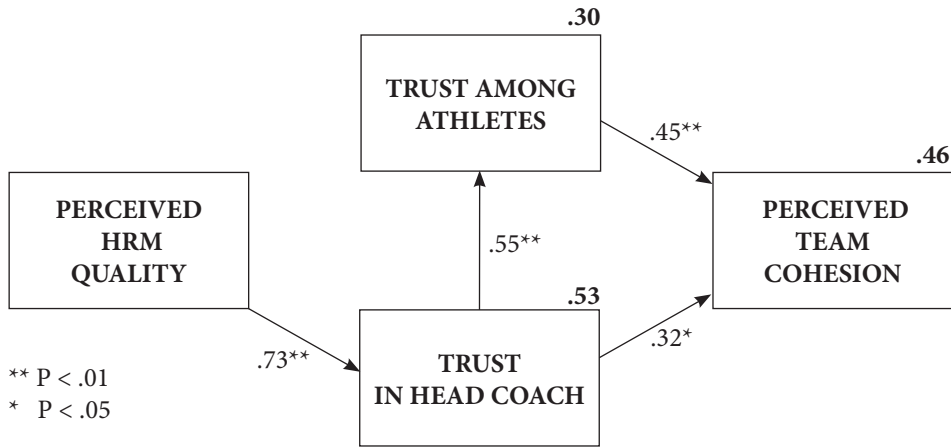 .30
TRUST AMONG
ATHLETES
.45**
.46
PERCEIVED
HRM
QUALITY
PERCEIVED
TEAM
COHESION
.55**
.53
.73**
TRUST
IN HEAD COACH
.32*
** P < .01
* P < .05